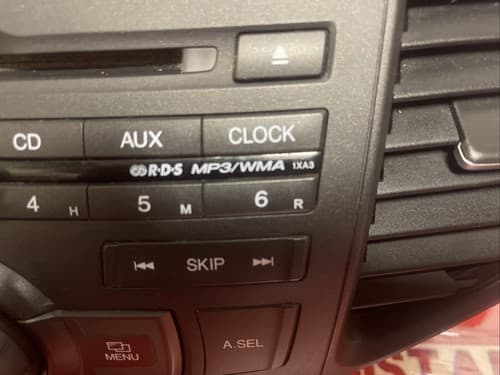 CD AUX CLOCK
R·D·S MP3/WMA 1XA3
4 H 5 M 6 R
SKIP
MENU A.SEL